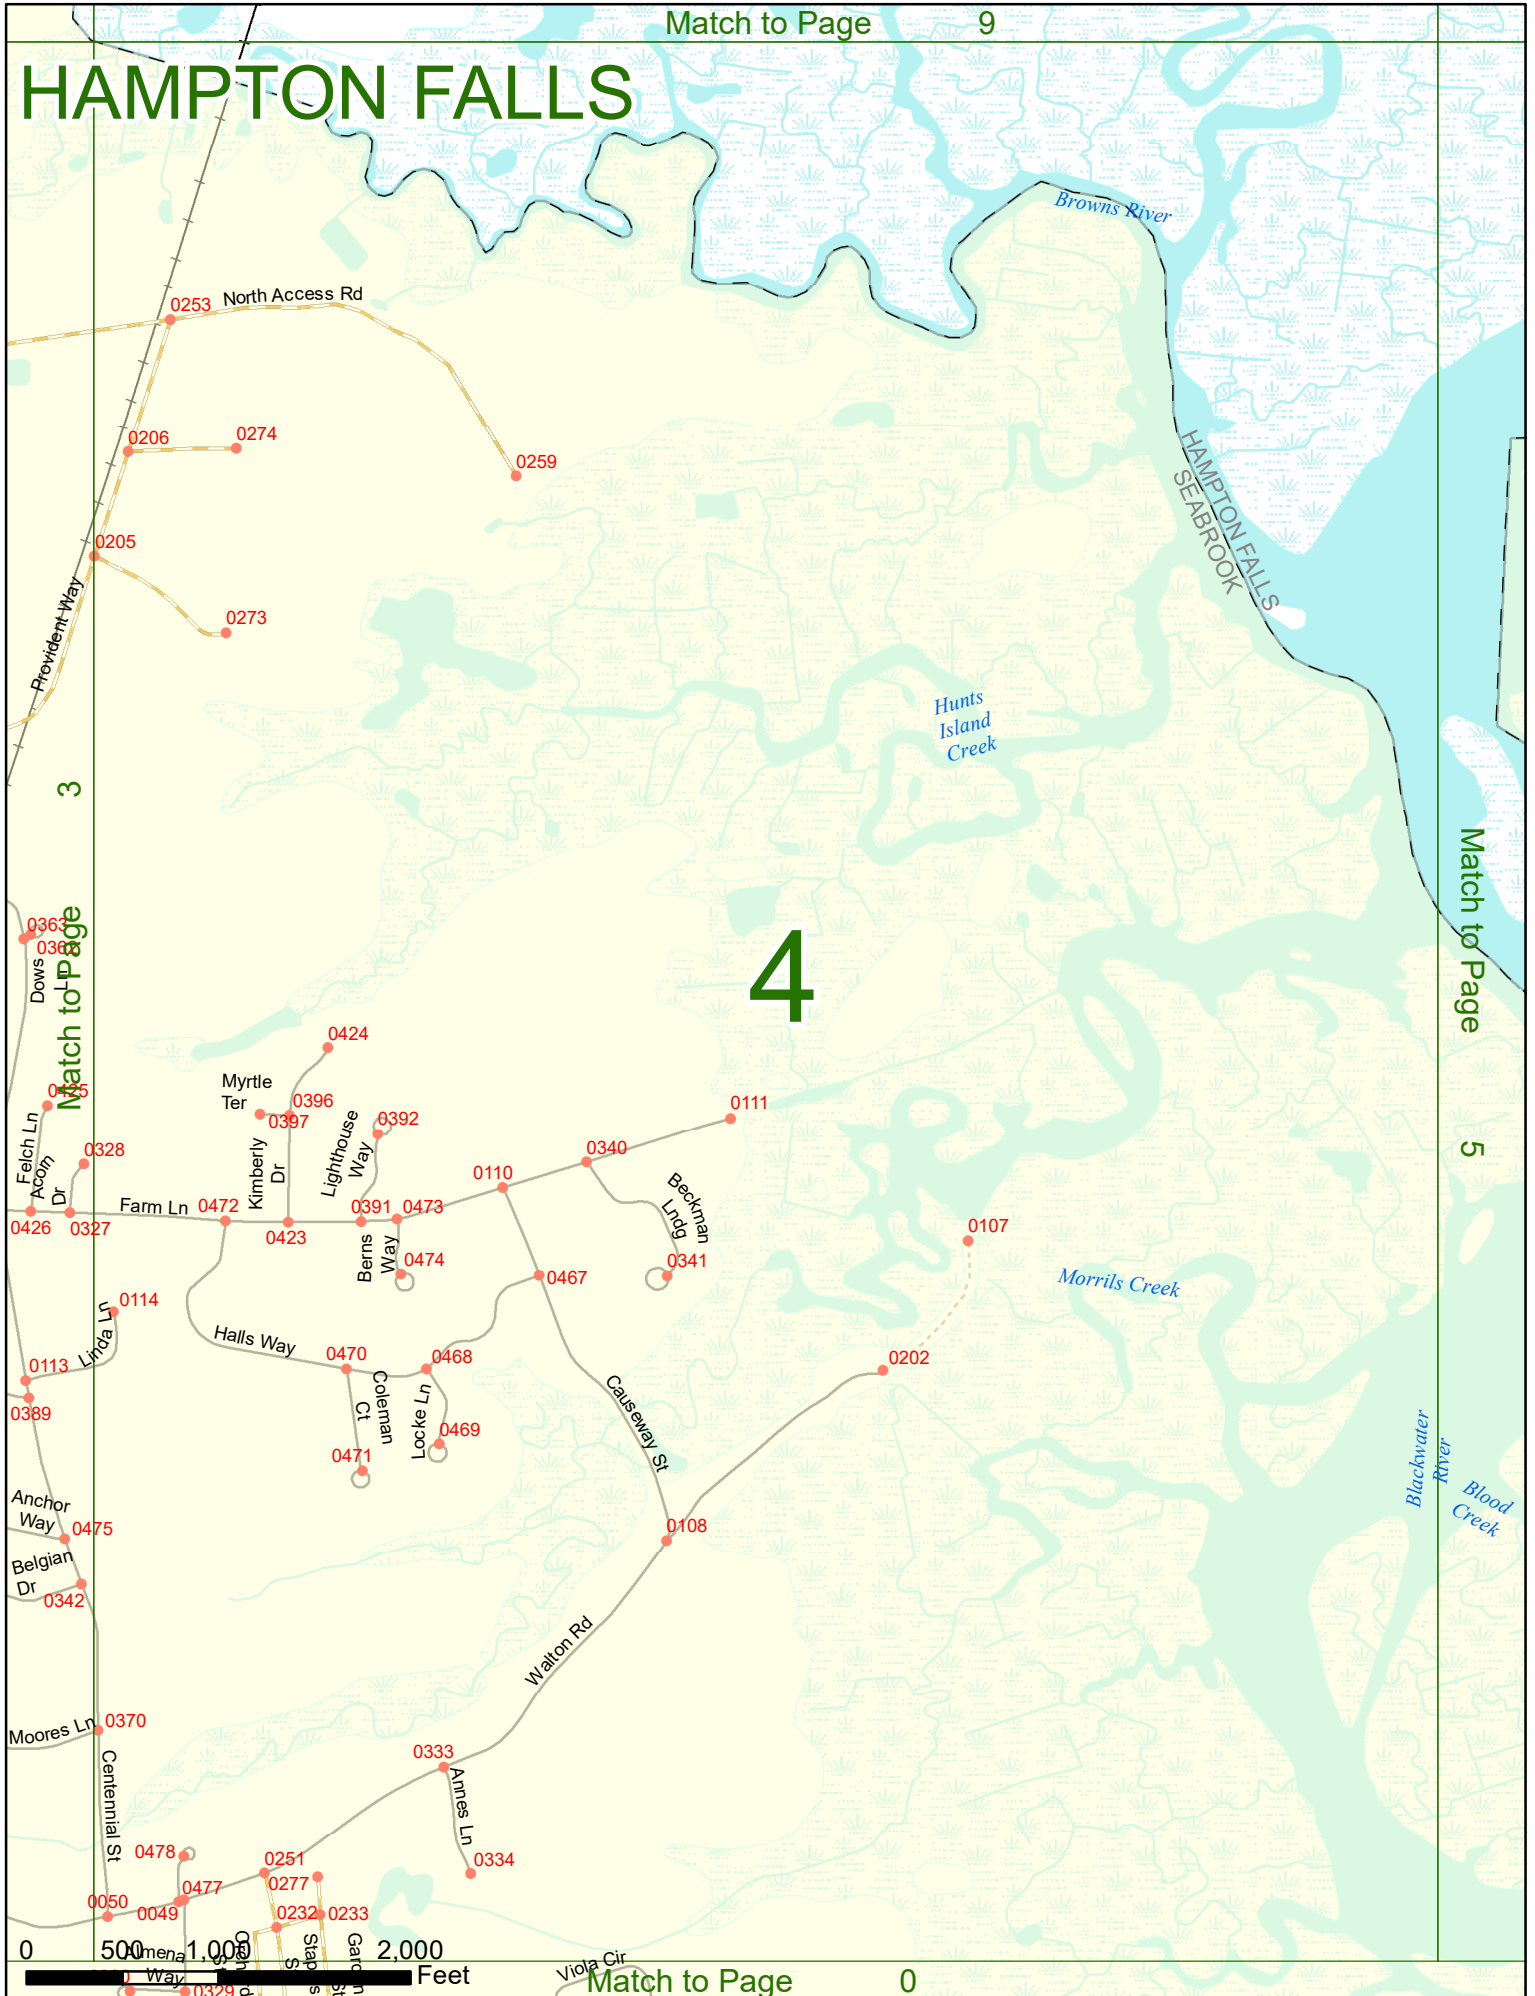 Match to Page 9
HAMPTON FALLS
Browns River
North Access Rd
0253
0206
0274
0259
HAMPTON FALLS
SEABROOK
0205
0273
Provident Way
Hunts
Island
Creek
Match to Page 3
Match to Page 5
0363
Dows
Ln
4
0424
Myrtle
Ter
0396
0397
0392
0111
0425
Felch Ln
Acorn
Dr
0328
Kimberly
Dr
Lighthouse
Way
0340
0110
Beckman
Lndg
Farm Ln
0472
0391
0473
0426
0327
0423
Berns
Way
0474
0467
0341
0107
Morrils Creek
0114
Linda Ln
Halls Way
0113
0470
0468
0202
0389
Coleman
Ct
Locke Ln
0469
0471
Causeway St
Blackwater
River
Blood
Creek
Anchor
Way
0475
0108
Belgian
Dr
0342
Walton Rd
Moores Ln
0370
Centennial St
0333
Annes Ln
0478
0251
0277
0334
0477
0050
0049
0232
0233
0 500 1,000 2,000
Feet
Almena
Way
0329
Viola Cir
Match to Page 0